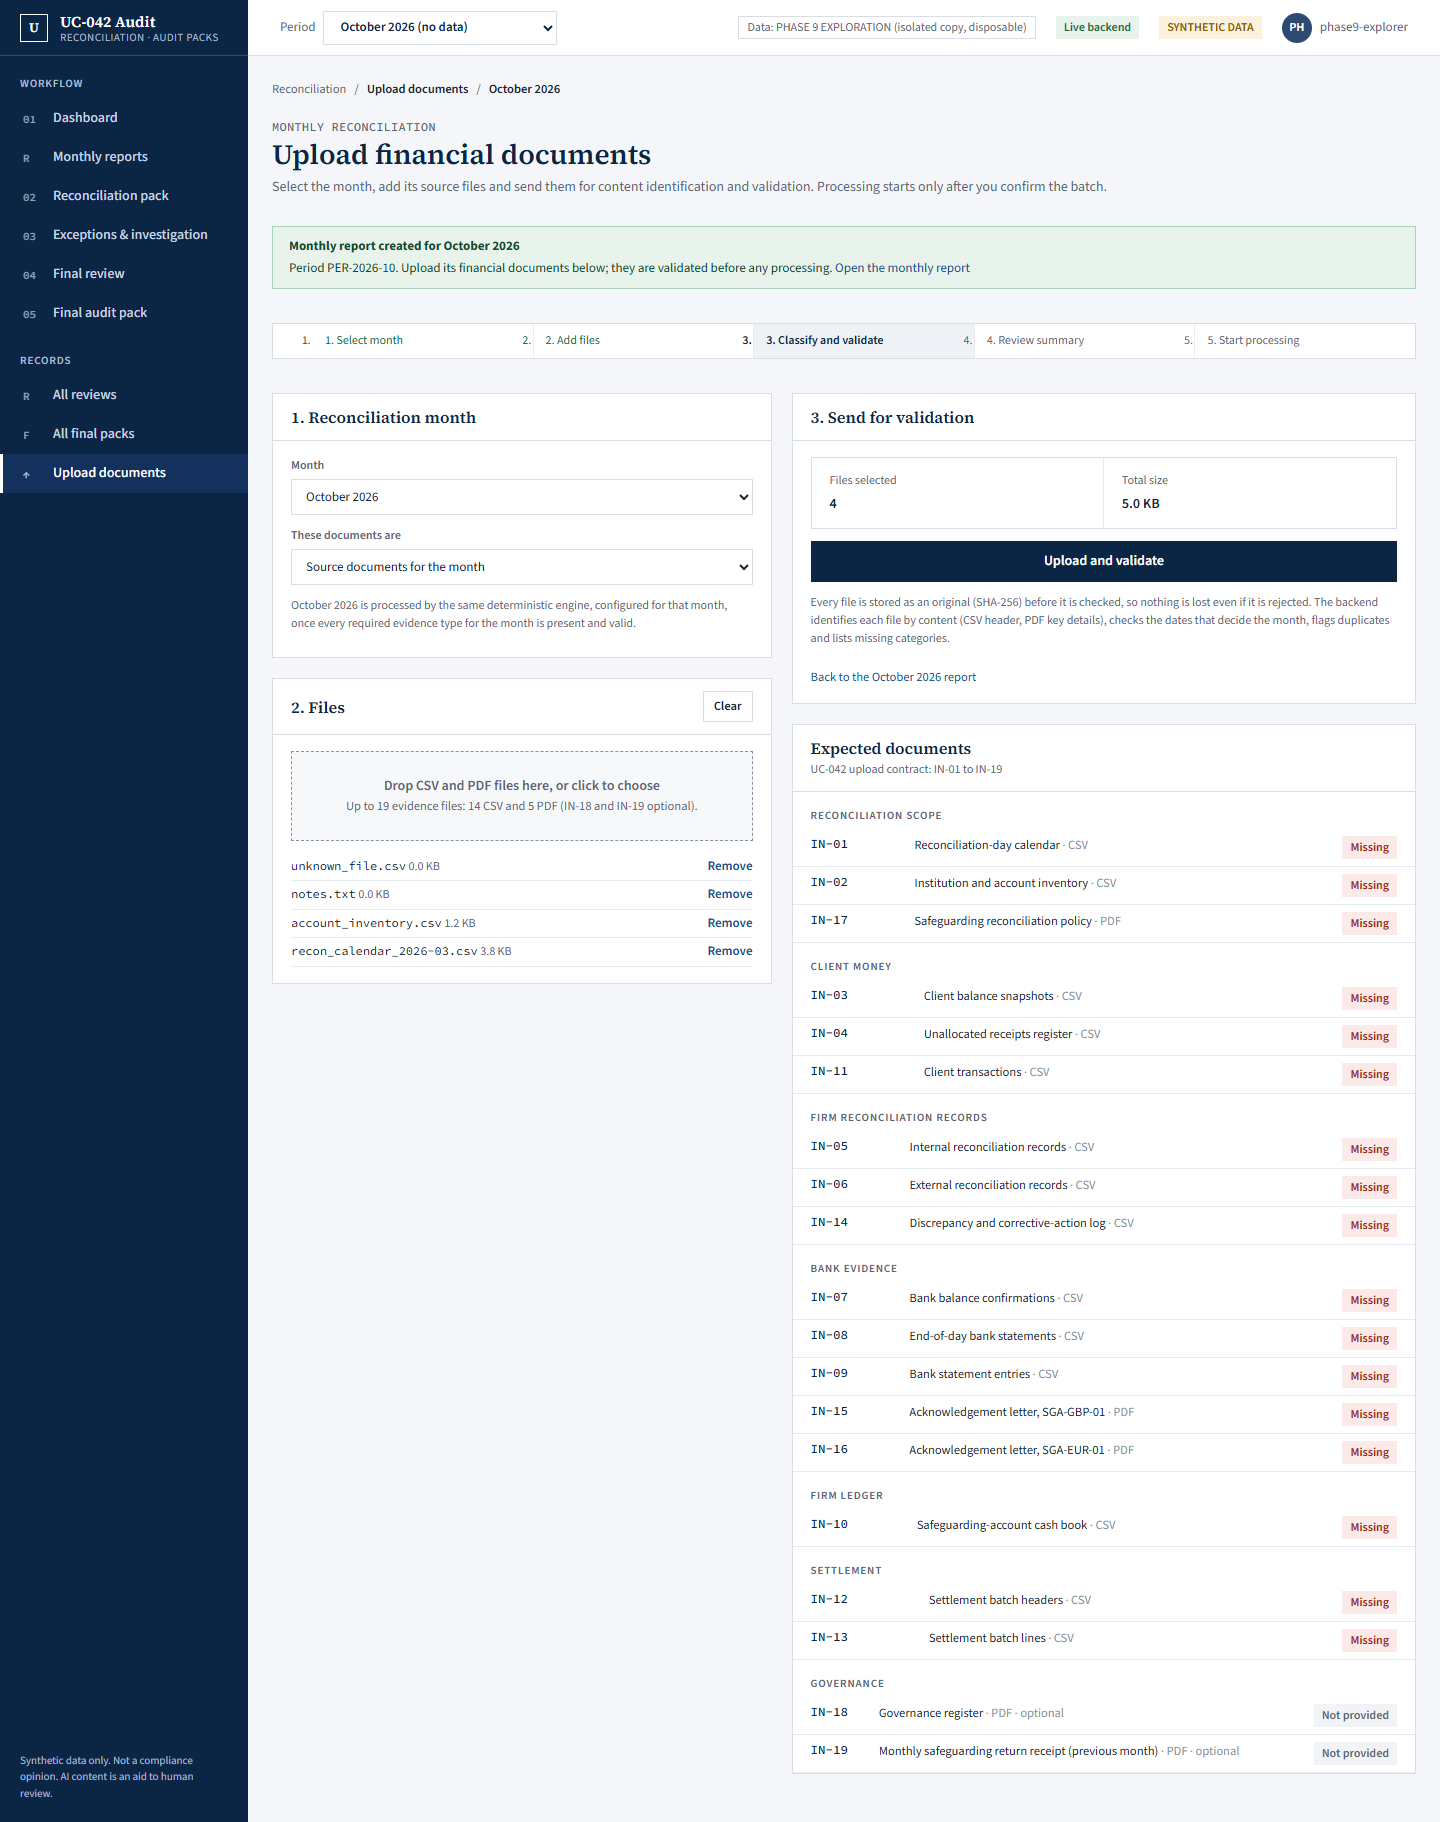 U
UC-042 Audit
RECONCILIATION · AUDIT PACKS
Period
October 2026 (no data)
Data: PHASE 9 EXPLORATION (isolated copy, disposable)
Live backend
SYNTHETIC DATA
PH
phase9-explorer
WORKFLOW
01 Dashboard
R Monthly reports
02 Reconciliation pack
03 Exceptions & investigation
04 Final review
05 Final audit pack
RECORDS
R All reviews
F All final packs
↑ Upload documents
Synthetic data only. Not a compliance
opinion. AI content is an aid to human
review.
Reconciliation / Upload documents / October 2026
MONTHLY RECONCILIATION
Upload financial documents
Select the month, add its source files and send them for content identification and validation. Processing starts only after you confirm the batch.
Monthly report created for October 2026
Period PER-2026-10. Upload its financial documents below; they are validated before any processing. Open the monthly report
1. 1. Select month
2. 2. Add files
3. 3. Classify and validate
4. 4. Review summary
5. 5. Start processing
1. Reconciliation month
Month
October 2026
These documents are
Source documents for the month
October 2026 is processed by the same deterministic engine, configured for that month,
once every required evidence type for the month is present and valid.
2. Files
Clear
Drop CSV and PDF files here, or click to choose
Up to 19 evidence files: 14 CSV and 5 PDF (IN-18 and IN-19 optional).
unknown_file.csv 0.0 KB Remove
notes.txt 0.0 KB Remove
account_inventory.csv 1.2 KB Remove
recon_calendar_2026-03.csv 3.8 KB Remove
3. Send for validation
Files selected
4
Total size
5.0 KB
Upload and validate
Every file is stored as an original (SHA-256) before it is checked, so nothing is lost even if it is rejected. The backend
identifies each file by content (CSV header, PDF key details), checks the dates that decide the month, flags duplicates
and lists missing categories.
Back to the October 2026 report
Expected documents
UC-042 upload contract: IN-01 to IN-19
RECONCILIATION SCOPE
IN-01 Reconciliation-day calendar · CSV Missing
IN-02 Institution and account inventory · CSV Missing
IN-17 Safeguarding reconciliation policy · PDF Missing
CLIENT MONEY
IN-03 Client balance snapshots · CSV Missing
IN-04 Unallocated receipts register · CSV Missing
IN-11 Client transactions · CSV Missing
FIRM RECONCILIATION RECORDS
IN-05 Internal reconciliation records · CSV Missing
IN-06 External reconciliation records · CSV Missing
IN-14 Discrepancy and corrective-action log · CSV Missing
BANK EVIDENCE
IN-07 Bank balance confirmations · CSV Missing
IN-08 End-of-day bank statements · CSV Missing
IN-09 Bank statement entries · CSV Missing
IN-15 Acknowledgement letter, SGA-GBP-01 · PDF Missing
IN-16 Acknowledgement letter, SGA-EUR-01 · PDF Missing
FIRM LEDGER
IN-10 Safeguarding-account cash book · CSV Missing
SETTLEMENT
IN-12 Settlement batch headers · CSV Missing
IN-13 Settlement batch lines · CSV Missing
GOVERNANCE
IN-18 Governance register · PDF · optional Not provided
IN-19 Monthly safeguarding return receipt (previous month) · PDF · optional Not provided